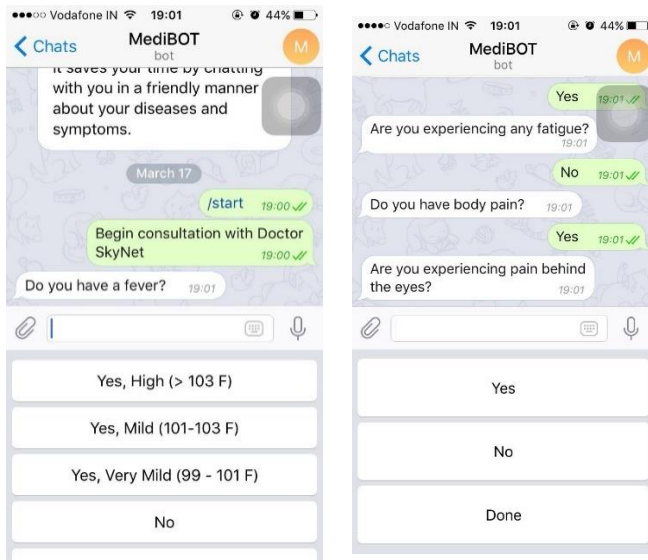 Vodafone IN 19:01 44%
Chats
MediBOT
bot
M
it saves your time by chatting
with you in a friendly manner
about your diseases and
symptoms.
March 17
/start 19:00
Begin consultation with Doctor
SkyNet 19:00
Do you have a fever? 19:01
Yes, High (> 103 F)
Yes, Mild (101-103 F)
Yes, Very Mild (99 - 101 F)
No
Vodafone IN 19:01 44%
Chats
MediBOT
bot
M
Yes 19:01
Are you experiencing any fatigue?
19:01
No 19:01
Do you have body pain? 19:01
Yes 19:01
Are you experiencing pain behind
the eyes? 19:01
Yes
No
Done